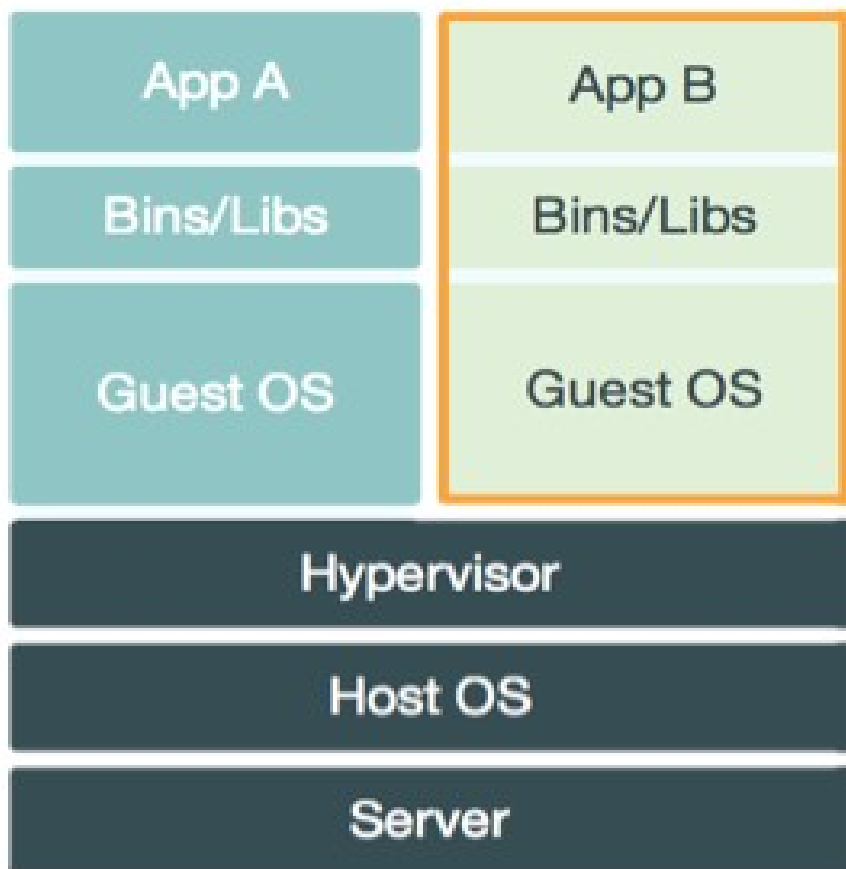 App A
Bins/Libs
Guest OS
App B
Bins/Libs
Guest OS
Hypervisor
Host OS
Server